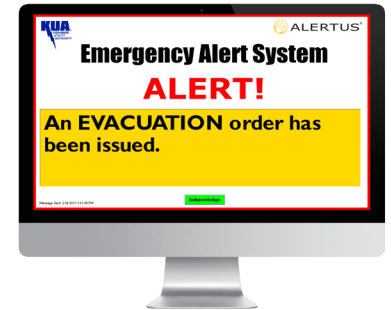 KUA
ALERTUS
Emergency Alert System
ALERT!
An EVACUATION order has
been issued.
Acknowledge